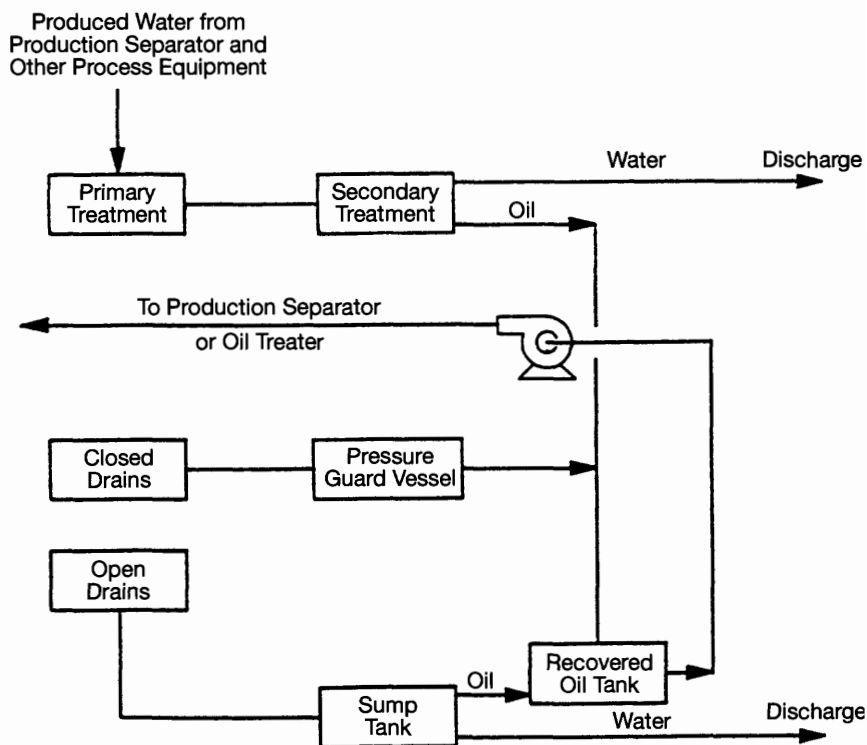 Produced Water from
Production Separator and
Other Process Equipment
Primary
Treatment
Secondary
Treatment
Water
Discharge
Oil
To Production Separator
or Oil Treater
Closed
Drains
Pressure
Guard Vessel
Open
Drains
Sump
Tank
Oil
Recovered
Oil Tank
Water
Discharge